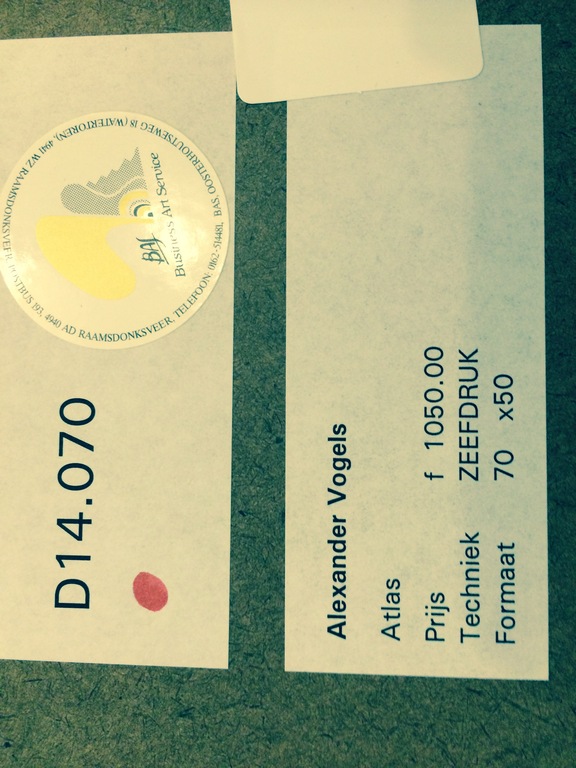 BAS
Business Art Service
BAS, OOSTERHOUTSEWEG 18 (WATERTOREN), 4941 WZ RAAMSDONKSVEER, POSTBUS 193, 4940 AD RAAMSDONKSVEER. TELEFOON: 0162-514481,
D14.070
Alexander Vogels
Atlas
Prijs f 1050.00
Techniek ZEEFDRUK
Formaat 70 x50